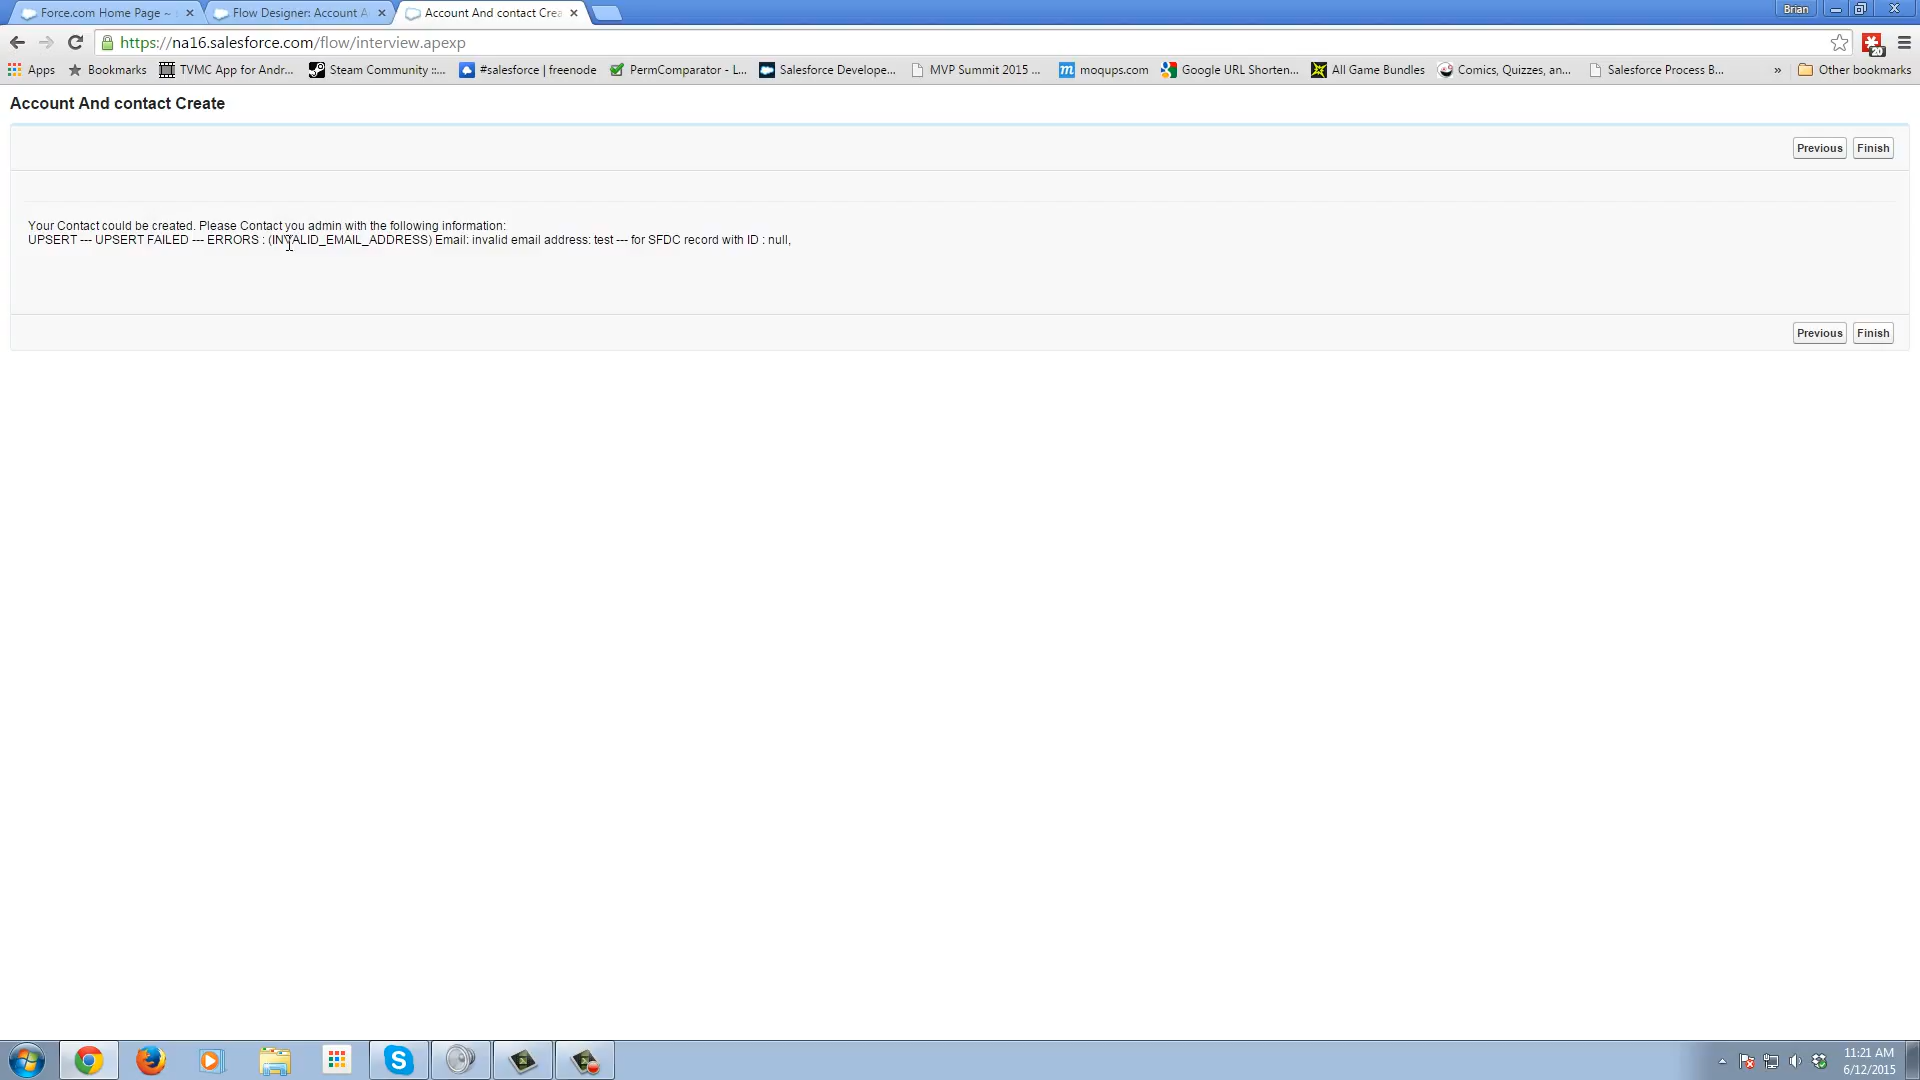 Force.com Home Page ~
Flow Designer: Account A
Account And contact Crea
Brian
https://na16.salesforce.com/flow/interview.apexp
20
Apps
Bookmarks
TVMC App for Andr...
Steam Community ::...
#salesforce | freenode
PermComparator - L...
Salesforce Develope...
MVP Summit 2015 ...
m moqups.com
Google URL Shorten...
All Game Bundles
Comics, Quizzes, an...
Salesforce Process B...
»
Other bookmarks
Account And contact Create
Previous
Finish
Your Contact could be created. Please Contact you admin with the following information:
UPSERT --- UPSERT FAILED --- ERRORS : (INVALID_EMAIL_ADDRESS) Email: invalid email address: test --- for SFDC record with ID : null,
Previous
Finish
S
11:21 AM
6/12/2015